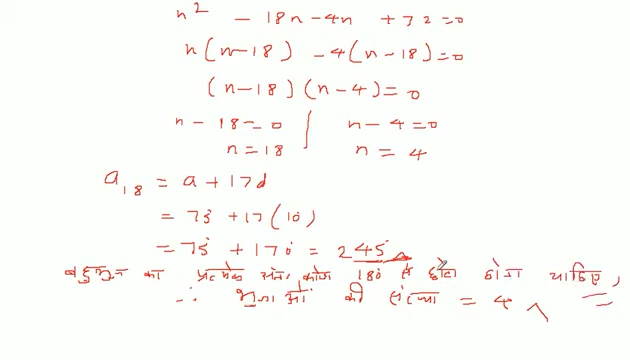 n² - 18n - 4n + 72 = 0
n(n-18) - 4(n-18) = 0
(n-18)(n-4) = 0
n - 18 = 0 / n - 4 = 0
n = 18 n = 4
a₁₈ = a + 17d
= 75 + 17(10)
= 75 + 170 = 245
बहुभुज का प्रत्येक अंतः कोण 180 से छोटा होना चाहिए,
∴ भुजाओं की संख्या = 4